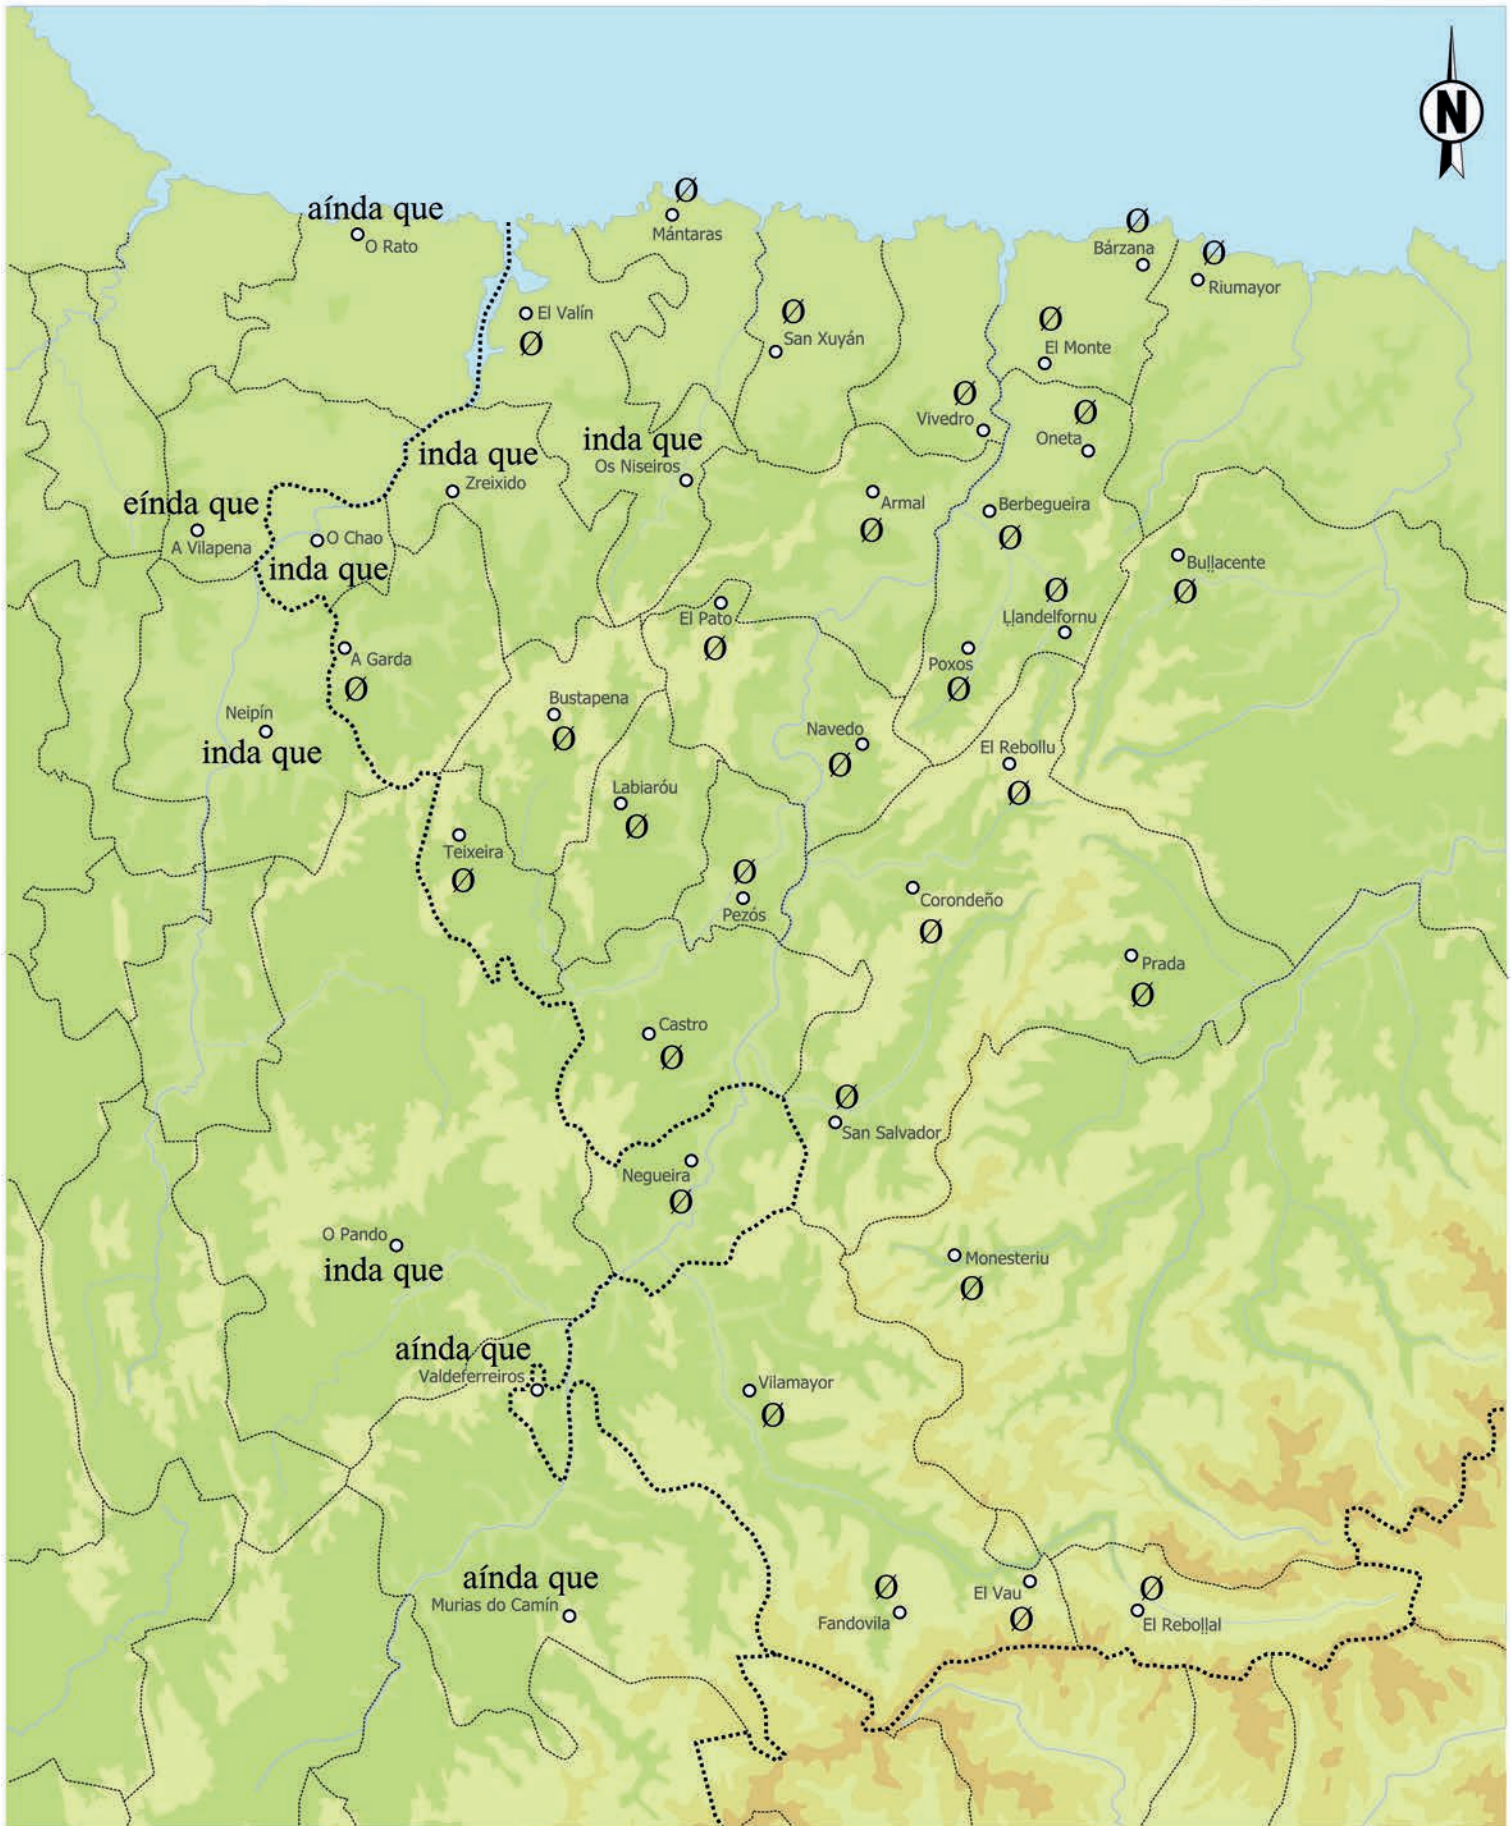 N
Ø
aínda que
O Rato
Mántaras
Ø
Bárzana
Ø
Riumayor
El Valín
Ø
Ø
San Xuyán
Ø
El Monte
Ø
Vivedro
Ø
Oneta
inda que
Zreixido
inda que
Os Niseiros
eínda que
A Vilapena
O Chao
inda que
Armal
Ø
Berbegueira
Ø
Buḷḷacente
Ø
El Pato
Ø
Ø
Ḷḷandelfornu
A Garda
Ø
Poxos
Ø
Neipín
inda que
Bustapena
Ø
Navedo
Ø
El Rebollu
Ø
Labiaróu
Ø
Teixeira
Ø
Ø
Pezós
Corondeño
Ø
Prada
Ø
Castro
Ø
Ø
San Salvador
Negueira
Ø
O Pando
inda que
Monesteriu
Ø
aínda que
Valdeferreiros
Vilamayor
Ø
aínda que
Murias do Camín
Ø
Fandovila
El Vau
Ø
Ø
El Reboḷḷal